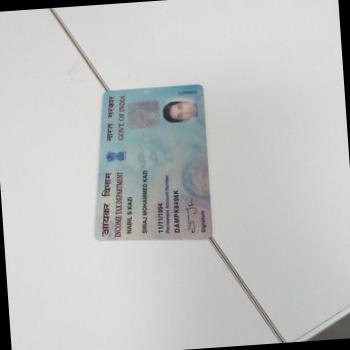 आयकर विभाग
INCOME TAX DEPARTMENT
भारत सरकार
GOVT. OF INDIA
NABIL S KAZI
SIRAJ MOHAMMED KAZI
11/11/1994
Permanent Account Number
DAMPK8496K
Signature